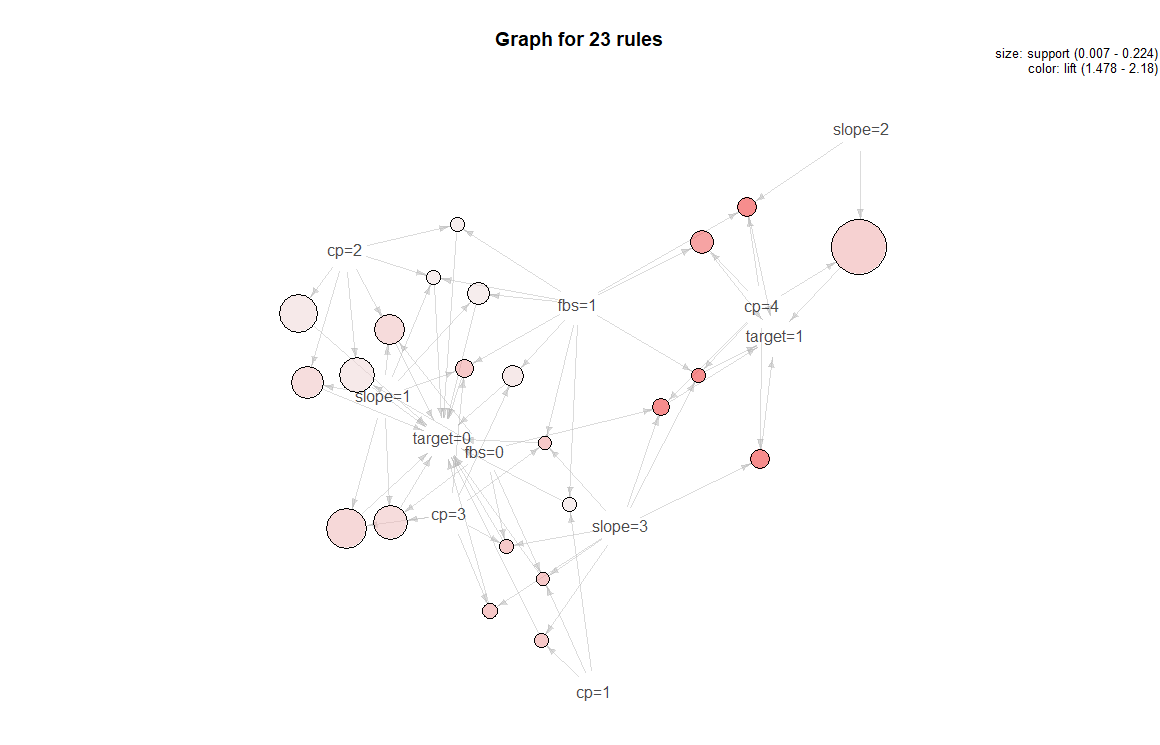 Graph for 23 rules
size: support (0.007 - 0.224)
color: lift (1.478 - 2.18)
slope=2
cp=2
fbs=1
cp=4
target=1
slope=1
target=0
fbs=0
cp=3
slope=3
cp=1